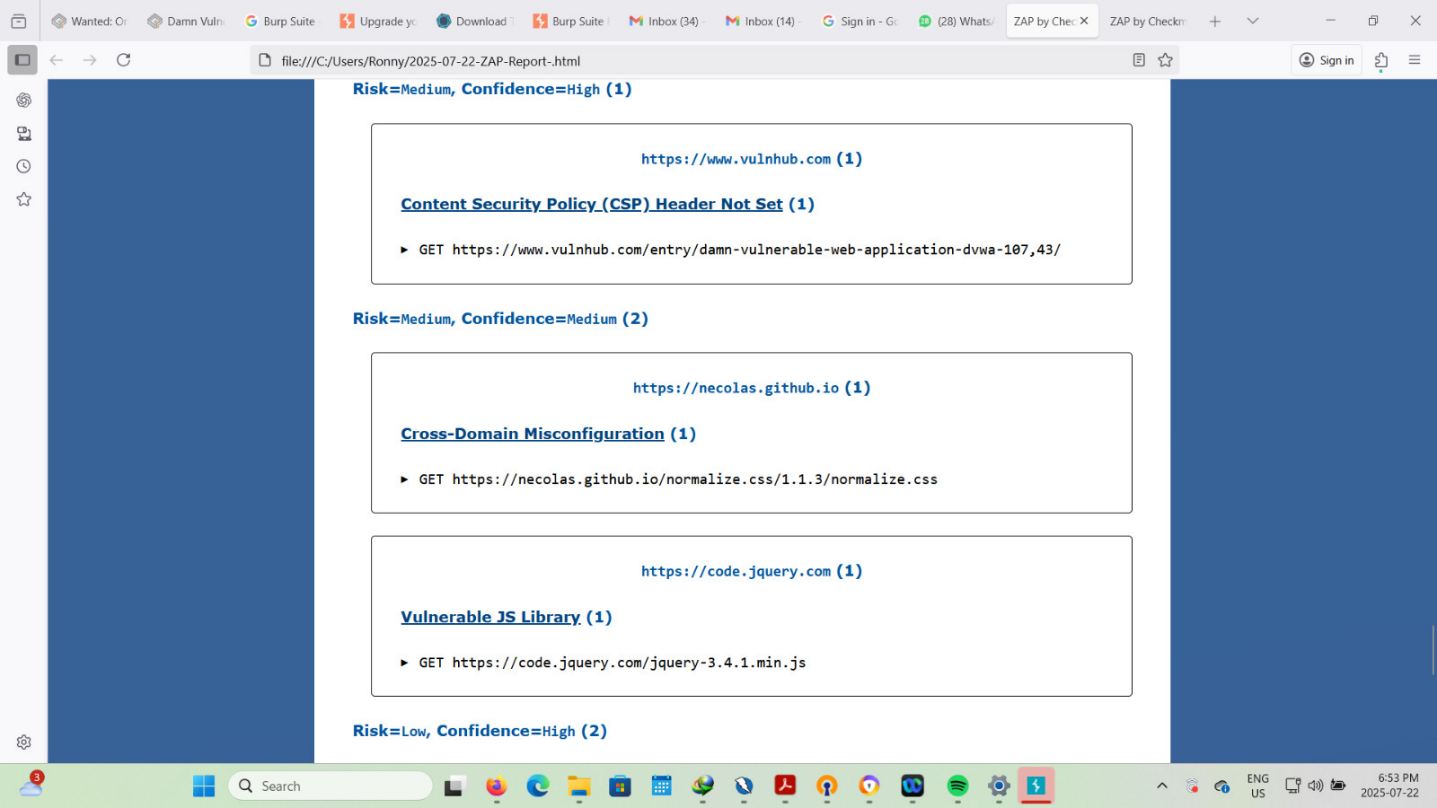 Wanted: Or
Damn Vuln
Burp Suite
Upgrade yo
Download T
Burp Suite
Inbox (34) -
Inbox (14) -
Sign in - Go
(28) WhatsA
ZAP by Chec
ZAP by Checkm
file:///C:/Users/Ronny/2025-07-22-ZAP-Report-.html
Sign in
Risk=Medium, Confidence=High (1)
https://www.vulnhub.com (1)
Content Security Policy (CSP) Header Not Set (1)
► GET https://www.vulnhub.com/entry/damn-vulnerable-web-application-dvwa-107,43/
Risk=Medium, Confidence=Medium (2)
https://necolas.github.io (1)
Cross-Domain Misconfiguration (1)
► GET https://necolas.github.io/normalize.css/1.1.3/normalize.css
https://code.jquery.com (1)
Vulnerable JS Library (1)
► GET https://code.jquery.com/jquery-3.4.1.min.js
Risk=Low, Confidence=High (2)
3
Search
ENG
US
6:53 PM
2025-07-22